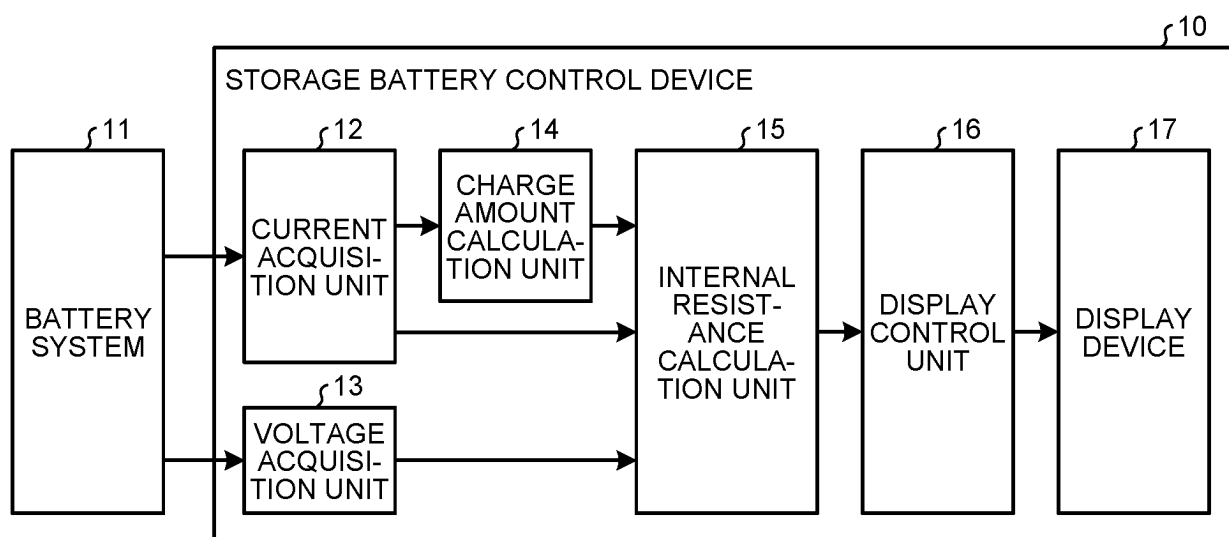 10
STORAGE BATTERY CONTROL DEVICE
11
12
14
15
16
17
BATTERY
SYSTEM
CURRENT
ACQUISI-
TION UNIT
CHARGE
AMOUNT
CALCULA-
TION UNIT
13
VOLTAGE
ACQUISI-
TION UNIT
INTERNAL
RESIST-
ANCE
CALCULA-
TION UNIT
DISPLAY
CONTROL
UNIT
DISPLAY
DEVICE